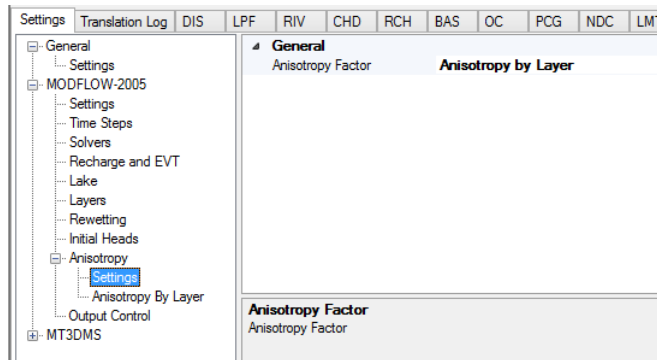 Settings Translation Log DIS LPF RIV CHD RCH BAS OC PCG NDC LMT
General
Settings
MODFLOW-2005
Settings
Time Steps
Solvers
Recharge and EVT
Lake
Layers
Rewetting
Initial Heads
Anisotropy
Settings
Anisotropy By Layer
Output Control
MT3DMS
General
Anisotropy Factor Anisotropy by Layer
Anisotropy Factor
Anisotropy Factor